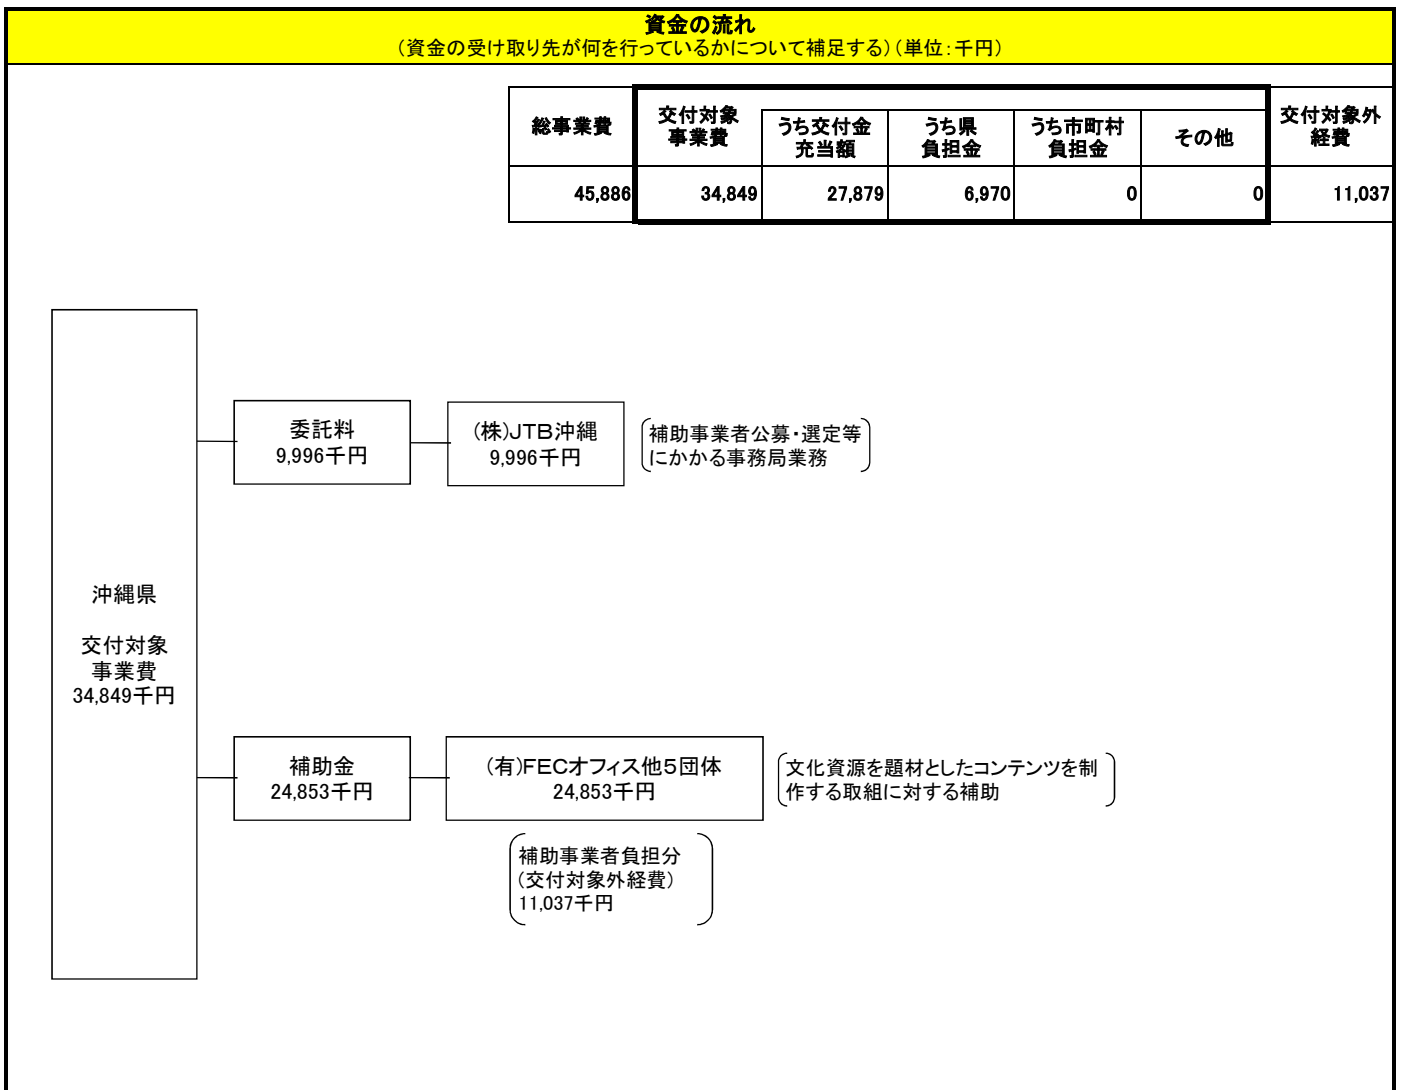 資金の流れ
（資金の受け取り先が何を行っているかについて補足する）（単位：千円）
総事業費
交付対象
事業費
うち交付金
充当額
うち県
負担金
うち市町村
負担金
その他
交付対象外
経費
45,886
34,849
27,879
6,970
0
0
11,037
委託料
9,996千円
(株)JTB沖縄
9,996千円
補助事業者公募・選定等
にかかる事務局業務
沖縄県
交付対象
事業費
34,849千円
補助金
24,853千円
(有)FECオフィス他5団体
24,853千円
文化資源を題材としたコンテンツを制
作する取組に対する補助
補助事業者負担分
(交付対象外経費)
11,037千円